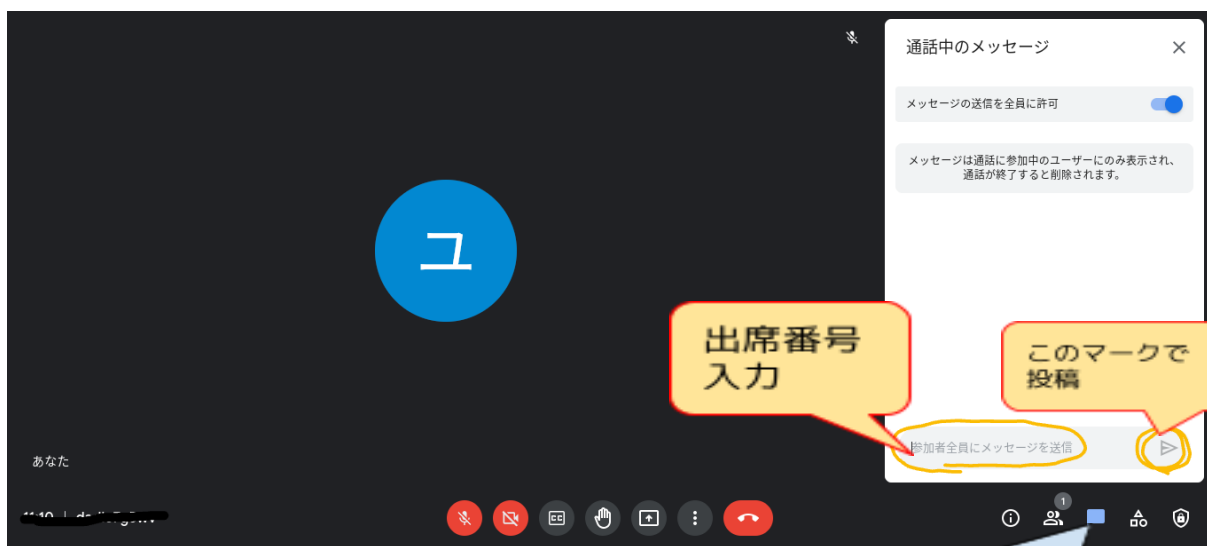 通話中のメッセージ
メッセージの送信を全員に許可
メッセージは通話に参加中のユーザーにのみ表示され、
通話が終了すると削除されます。
ユ
出席番号
入力
このマークで
投稿
参加者全員にメッセージを送信
あなた
CC
1